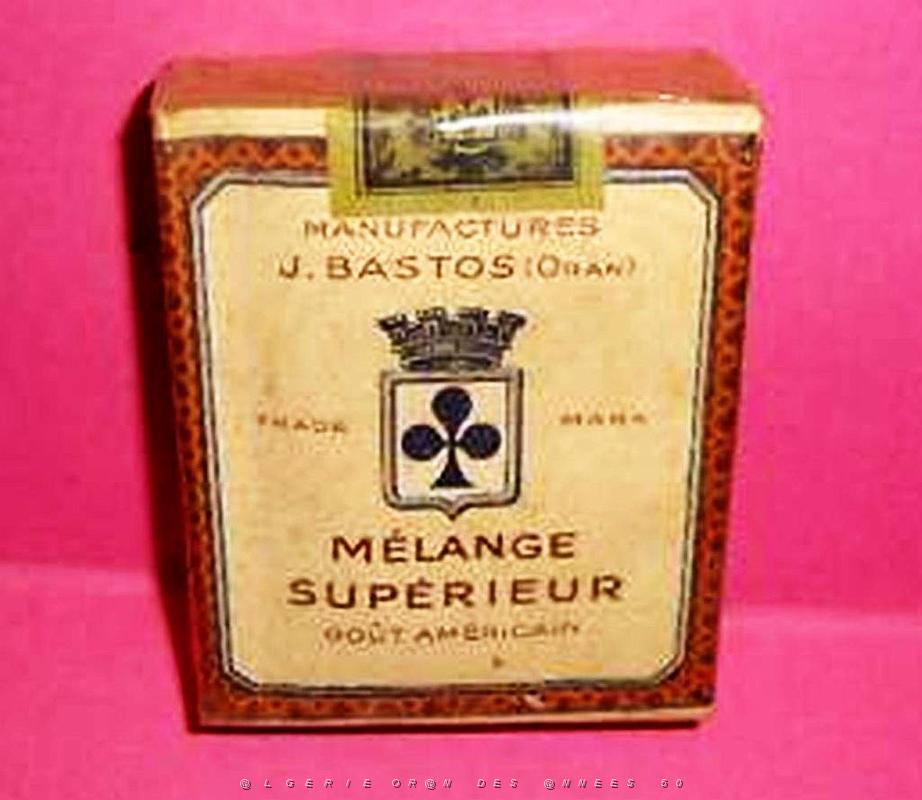 MANUFACTURES
J. BASTOS (ORAN)
TRADE MARK
MÉLANGE
SUPÉRIEUR
GOÛT AMÉRICAIN
@LGERIE OR@N DES @NNEES 50